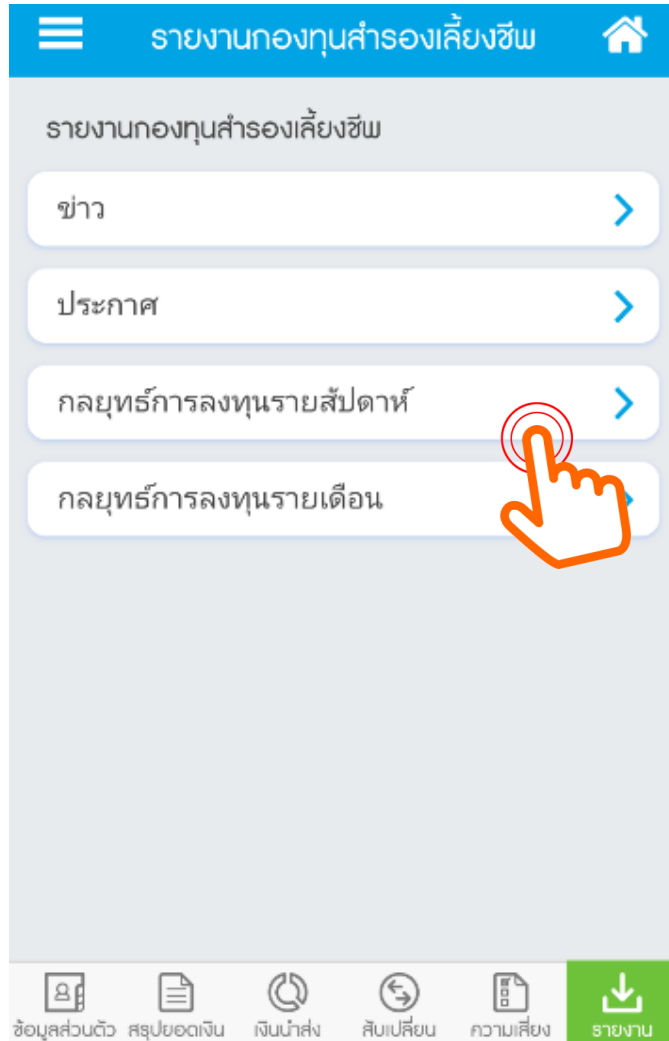 รายงานกองทุนสำรองเลี้ยงชีพ
รายงานกองทุนสำรองเลี้ยงชีพ
ข่าว
ประกาศ
กลยุทธ์การลงทุนรายสัปดาห์
กลยุทธ์การลงทุนรายเดือน
ข้อมูลส่วนตัว สรุปยอดเงิน เงินนำส่ง สับเปลี่ยน ความเสี่ยง รายงาน